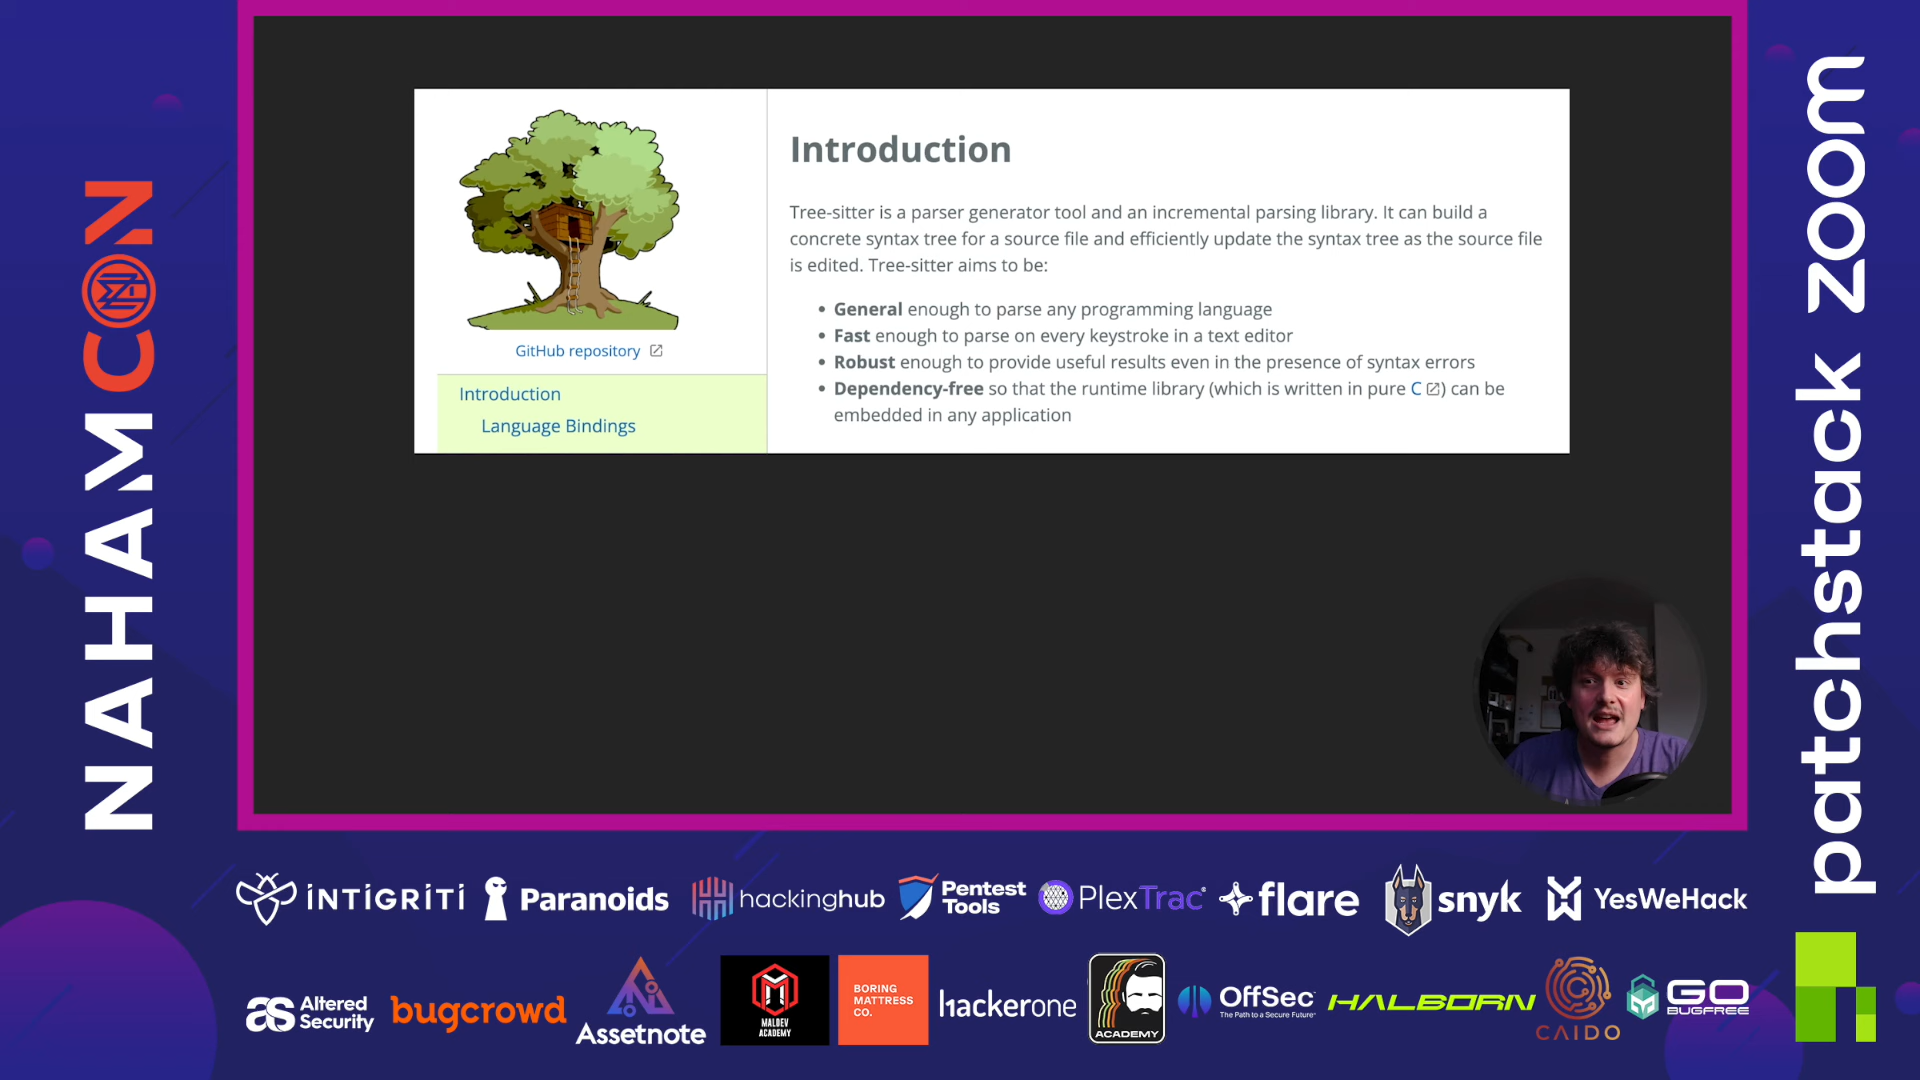 NAHAMCON
GitHub repository
Introduction
Language Bindings
Introduction
Tree-sitter is a parser generator tool and an incremental parsing library. It can build a
concrete syntax tree for a source file and efficiently update the syntax tree as the source file
is edited. Tree-sitter aims to be:
• General enough to parse any programming language
• Fast enough to parse on every keystroke in a text editor
• Robust enough to provide useful results even in the presence of syntax errors
• Dependency-free so that the runtime library (which is written in pure C) can be
embedded in any application
patchstack zoom
INTIGRITI
Paranoids
hackinghub
Pentest
Tools
PlexTrac
flare
snyk
YesWeHack
as Altered
Security
bugcrowd
Assetnote
MALDEV
ACADEMY
BORING
MATTRESS
CO.
hackerone
ACADEMY
OffSec
The Path to a Secure Future
HALBORN
CAIDO
GO
BUGFREE